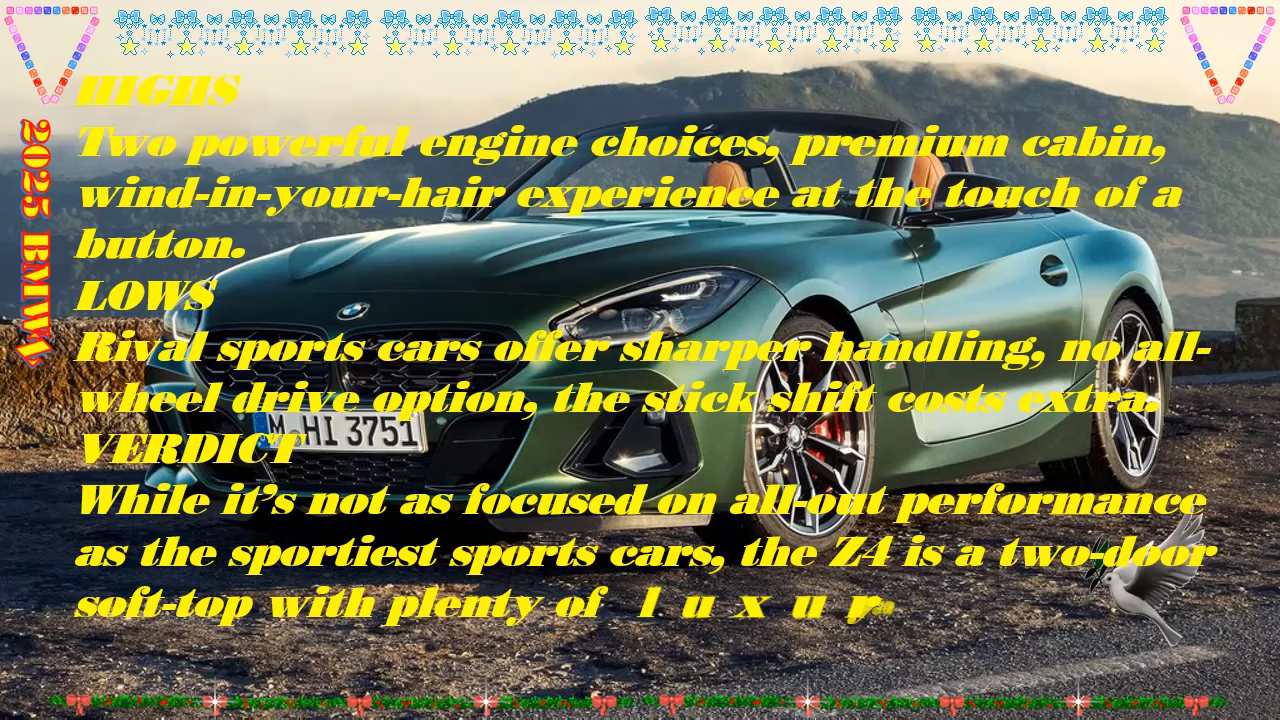 HIGHS
Two powerful engine choices, premium cabin,
wind-in-your-hair experience at the touch of a
button.
LOWS
Rival sports cars offer sharper handling, no all-
wheel drive option, the stick shift costs extra.
VERDICT
While it’s not as focused on all-out performance
as the sportiest sports cars, the Z4 is a two-door
soft-top with plenty of l u x u r
2025 BMW
M HI 3751